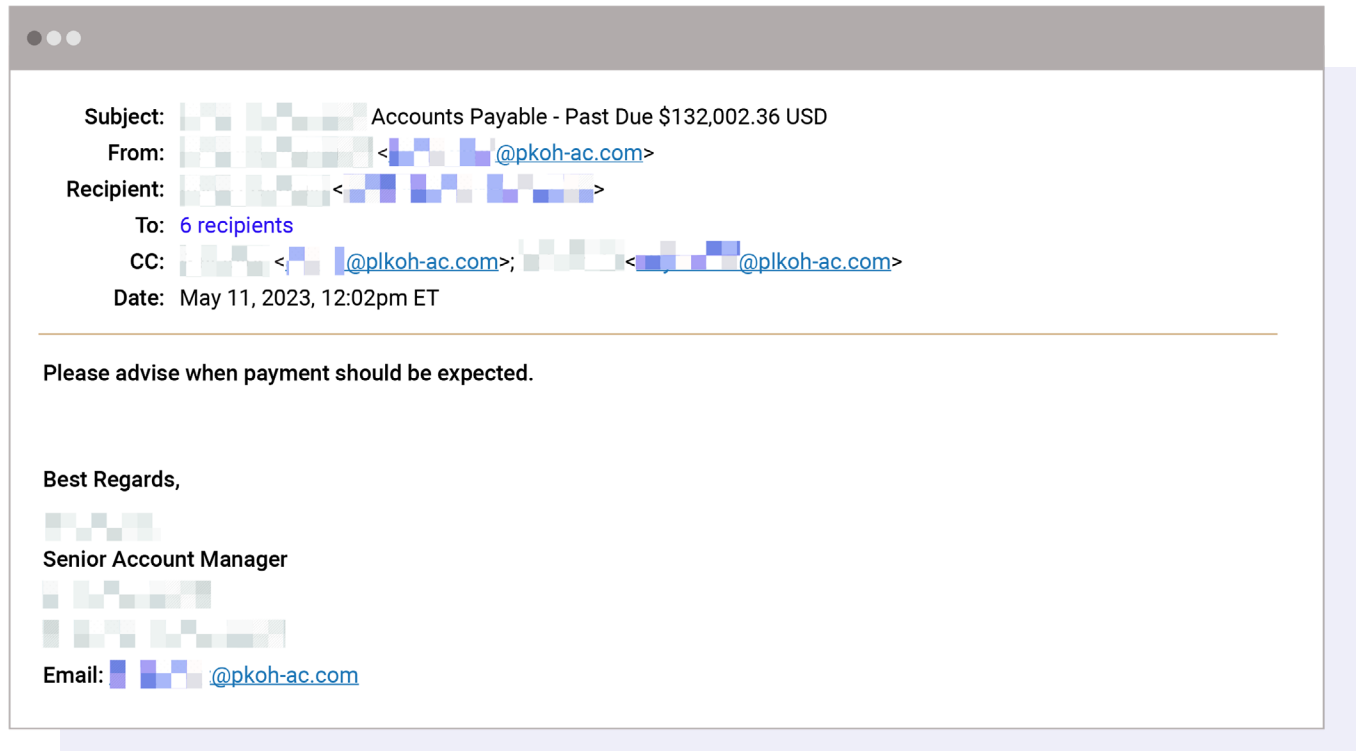 Subject: Accounts Payable - Past Due $132,002.36 USD
From: < @pkoh-ac.com>
Recipient: < >
To: 6 recipients
CC: < @plkoh-ac.com>; < @plkoh-ac.com>
Date: May 11, 2023, 12:02pm ET
Please advise when payment should be expected.
Best Regards,
Senior Account Manager
Email: @pkoh-ac.com